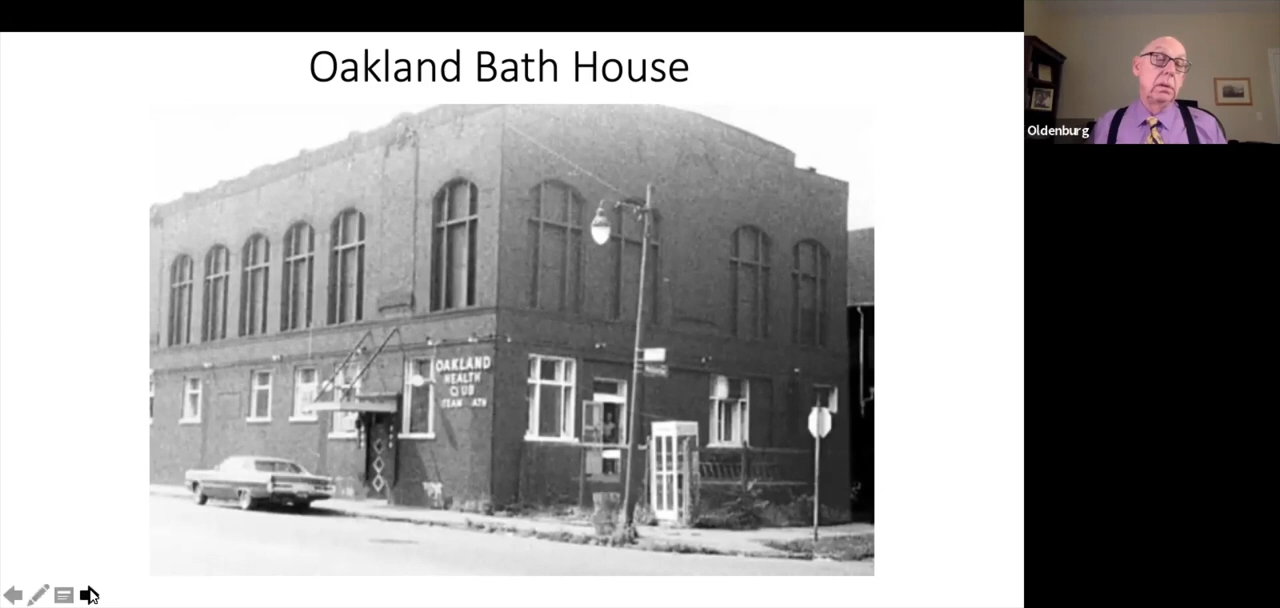 Oakland Bath House
Oldenburg
OAKLAND
HEALTH
CLUB